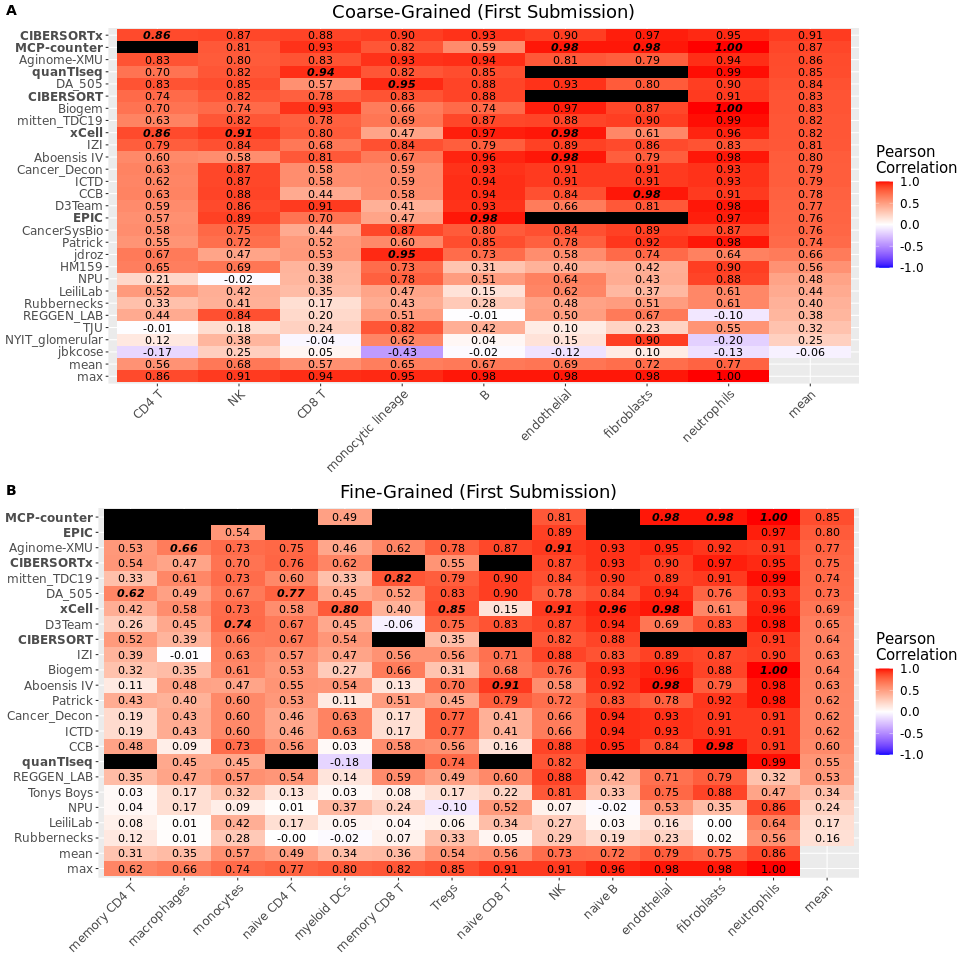 A
Coarse-Grained (First Submission)
CIBERSORTx 0.86 0.87 0.88 0.90 0.93 0.90 0.97 0.95 0.91
MCP-counter 0.81 0.93 0.82 0.59 0.98 0.98 1.00 0.87
Aginome-XMU 0.83 0.80 0.83 0.93 0.94 0.81 0.79 0.94 0.86
quanTIseq 0.70 0.82 0.94 0.82 0.85 0.99 0.85
DA_505 0.83 0.85 0.57 0.95 0.88 0.93 0.80 0.90 0.84
CIBERSORT 0.74 0.82 0.78 0.83 0.88 0.91 0.83
Biogem 0.70 0.74 0.93 0.66 0.74 0.97 0.87 1.00 0.83
mitten_TDC19 0.63 0.82 0.78 0.69 0.87 0.88 0.90 0.99 0.82
xCell 0.86 0.91 0.80 0.47 0.97 0.98 0.61 0.96 0.82
IZI 0.79 0.84 0.68 0.84 0.79 0.89 0.86 0.83 0.81
Aboensis IV 0.60 0.58 0.81 0.67 0.96 0.98 0.79 0.98 0.80
Cancer_Decon 0.63 0.87 0.58 0.59 0.93 0.91 0.91 0.93 0.79
ICTD 0.62 0.87 0.58 0.59 0.94 0.91 0.91 0.93 0.79
CCB 0.63 0.88 0.44 0.58 0.94 0.84 0.98 0.91 0.78
D3Team 0.59 0.86 0.91 0.41 0.93 0.66 0.81 0.98 0.77
EPIC 0.57 0.89 0.70 0.47 0.98 0.97 0.76
CancerSysBio 0.58 0.75 0.44 0.87 0.80 0.84 0.89 0.87 0.76
Patrick 0.55 0.72 0.52 0.60 0.85 0.78 0.92 0.98 0.74
jdroz 0.67 0.47 0.53 0.95 0.73 0.58 0.74 0.64 0.66
HM159 0.65 0.69 0.39 0.73 0.31 0.40 0.42 0.90 0.56
NPU 0.21 -0.02 0.38 0.78 0.51 0.64 0.43 0.88 0.48
LeiliLab 0.52 0.42 0.35 0.47 0.15 0.62 0.37 0.61 0.44
Rubbernecks 0.33 0.41 0.17 0.43 0.28 0.48 0.51 0.61 0.40
REGGEN_LAB 0.44 0.84 0.20 0.51 -0.01 0.50 0.67 -0.10 0.38
TJU -0.01 0.18 0.24 0.82 0.42 0.10 0.23 0.55 0.32
NYIT_glomerular 0.12 0.38 -0.04 0.62 0.04 0.15 0.90 -0.20 0.25
jbkcose -0.17 0.25 0.05 -0.43 -0.02 -0.12 0.10 -0.13 -0.06
mean 0.56 0.68 0.57 0.65 0.67 0.69 0.72 0.77
max 0.86 0.91 0.94 0.95 0.98 0.98 0.98 1.00
CD4 T NK CD8 T monocytic lineage B endothelial fibroblasts neutrophils mean
Pearson
Correlation
1.0
0.5
0.0
-0.5
-1.0
B
Fine-Grained (First Submission)
MCP-counter 0.49 0.81 0.98 0.98 1.00 0.85
EPIC 0.54 0.89 0.97 0.80
Aginome-XMU 0.53 0.66 0.73 0.75 0.46 0.62 0.78 0.87 0.91 0.93 0.95 0.92 0.91 0.77
CIBERSORTx 0.54 0.47 0.70 0.76 0.62 0.55 0.87 0.93 0.90 0.97 0.95 0.75
mitten_TDC19 0.33 0.61 0.73 0.60 0.33 0.82 0.79 0.90 0.84 0.90 0.89 0.91 0.99 0.74
DA_505 0.62 0.49 0.67 0.77 0.45 0.52 0.83 0.90 0.78 0.84 0.94 0.76 0.93 0.73
xCell 0.42 0.58 0.73 0.58 0.80 0.40 0.85 0.15 0.91 0.96 0.98 0.61 0.96 0.69
D3Team 0.26 0.45 0.74 0.67 0.45 -0.06 0.75 0.83 0.87 0.94 0.69 0.83 0.98 0.65
CIBERSORT 0.52 0.39 0.66 0.67 0.54 0.35 0.82 0.88 0.91 0.64
IZI 0.39 -0.01 0.63 0.57 0.47 0.56 0.56 0.71 0.88 0.83 0.89 0.87 0.90 0.63
Biogem 0.32 0.35 0.61 0.53 0.27 0.66 0.31 0.68 0.76 0.93 0.96 0.88 1.00 0.64
Aboensis IV 0.11 0.48 0.47 0.55 0.54 0.13 0.70 0.91 0.58 0.92 0.98 0.79 0.98 0.63
Patrick 0.43 0.40 0.60 0.53 0.11 0.51 0.45 0.79 0.72 0.83 0.78 0.92 0.98 0.62
Cancer_Decon 0.19 0.43 0.60 0.46 0.63 0.17 0.77 0.41 0.66 0.94 0.93 0.91 0.91 0.62
ICTD 0.19 0.43 0.60 0.46 0.63 0.17 0.77 0.41 0.66 0.94 0.93 0.91 0.91 0.62
CCB 0.48 0.09 0.73 0.56 0.03 0.58 0.56 0.16 0.88 0.95 0.84 0.98 0.91 0.60
quanTIseq 0.45 0.45 -0.18 0.74 0.82 0.99 0.55
REGGEN_LAB 0.35 0.47 0.57 0.54 0.14 0.59 0.49 0.60 0.88 0.42 0.71 0.79 0.32 0.53
Tonys Boys 0.03 0.17 0.32 0.13 0.03 0.08 0.17 0.22 0.81 0.33 0.75 0.88 0.47 0.34
NPU 0.04 0.17 0.09 0.01 0.37 0.24 -0.10 0.52 0.07 -0.02 0.53 0.35 0.86 0.24
LeiliLab 0.08 0.01 0.42 0.17 0.05 0.04 0.06 0.34 0.27 0.03 0.16 0.00 0.64 0.17
Rubbernecks 0.12 0.01 0.28 -0.00 -0.02 0.07 0.33 0.05 0.29 0.19 0.23 0.02 0.56 0.16
mean 0.31 0.35 0.57 0.49 0.34 0.36 0.54 0.56 0.73 0.72 0.79 0.75 0.86
max 0.62 0.66 0.74 0.77 0.80 0.82 0.85 0.91 0.91 0.96 0.98 0.98 1.00
memory CD4 T macrophages monocytes naive CD4 T myeloid DCs memory CD8 T Tregs naive CD8 T NK naive B endothelial fibroblasts neutrophils mean
Pearson
Correlation
1.0
0.5
0.0
-0.5
-1.0